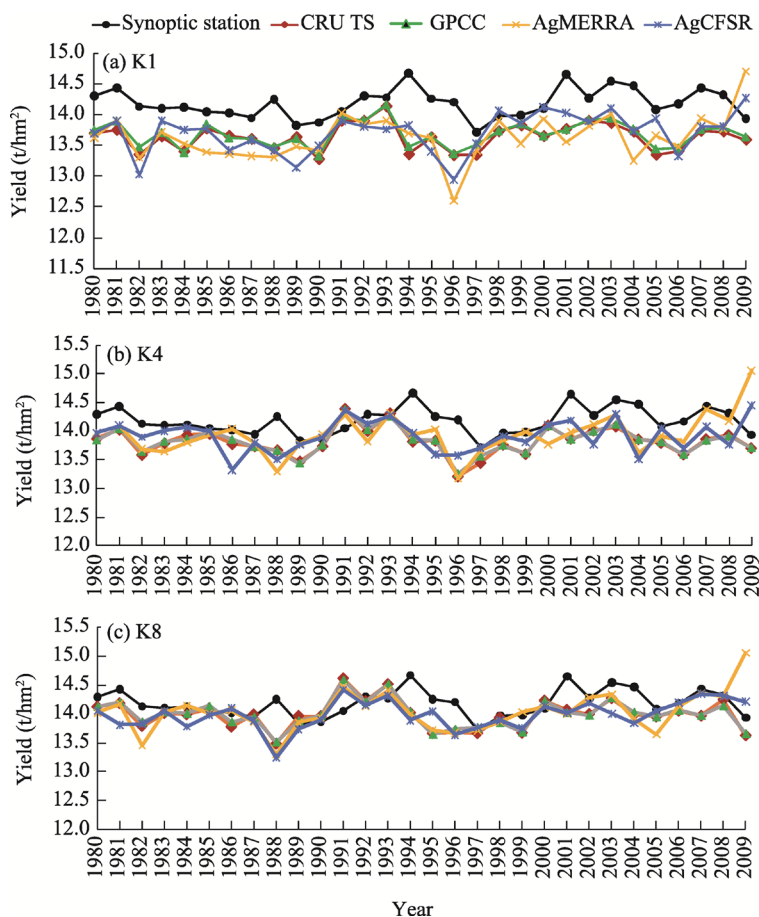 Synoptic station CRU TS GPCC AgMERRA AgCFSR
(a) K1
15.0
14.5
14.0
13.5
13.0
12.5
12.0
11.5
Yield (t/hm²)
1980 1981 1982 1983 1984 1985 1986 1987 1988 1989 1990 1991 1992 1993 1994 1995 1996 1997 1998 1999 2000 2001 2002 2003 2004 2005 2006 2007 2008 2009
(b) K4
15.5
15.0
14.5
14.0
13.5
13.0
12.5
12.0
Yield (t/hm²)
1980 1981 1982 1983 1984 1985 1986 1987 1988 1989 1990 1991 1992 1993 1994 1995 1996 1997 1998 1999 2000 2001 2002 2003 2004 2005 2006 2007 2008 2009
(c) K8
15.5
15.0
14.5
14.0
13.5
13.0
12.5
12.0
Yield (t/hm²)
1980 1981 1982 1983 1984 1985 1986 1987 1988 1989 1990 1991 1992 1993 1994 1995 1996 1997 1998 1999 2000 2001 2002 2003 2004 2005 2006 2007 2008 2009
Year